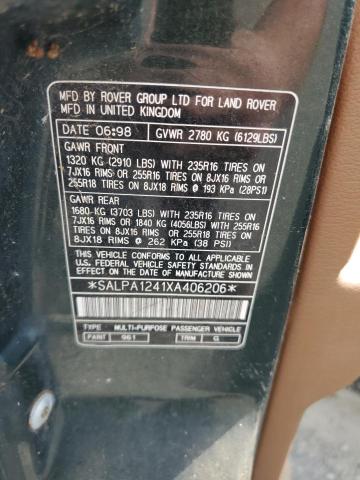 MFD BY ROVER GROUP LTD FOR LAND ROVER
MFD IN UNITED KINGDOM
DATE 06:98 GVWR 2780 KG (6129LBS)
GAWR FRONT
1320 KG (2910 LBS) WITH 235R16 TIRES ON
7JX16 RIMS OR 255R16 TIRES ON 8JX16 RIMS OR
255R18 TIRES ON 8JX18 RIMS @ 193 KPA (28PSI)
GAWR REAR
1680 KG (3703 LBS) WITH 235R16 TIRES ON
7JX16 RIMS OR 1840 KG (4056LBS) WITH 255R16
TIRES ON 8JX16 RIMS OR 255R18 TIRES ON
8JX18 RIMS @ 262 KPA (38 PSI)
THIS VEHICLE CONFORMS TO ALL APPLICABLE
U.S. FEDERAL MOTOR VEHICLE SAFETY
STANDARDS IN EFFECT ON THE DATE
OF MANUFACTURE SHOWN ABOVE
*SALPA1241XA406206*
TYPE MULTI-PURPOSE PASSENGER VEHICLE
PAINT 961 TRIM G